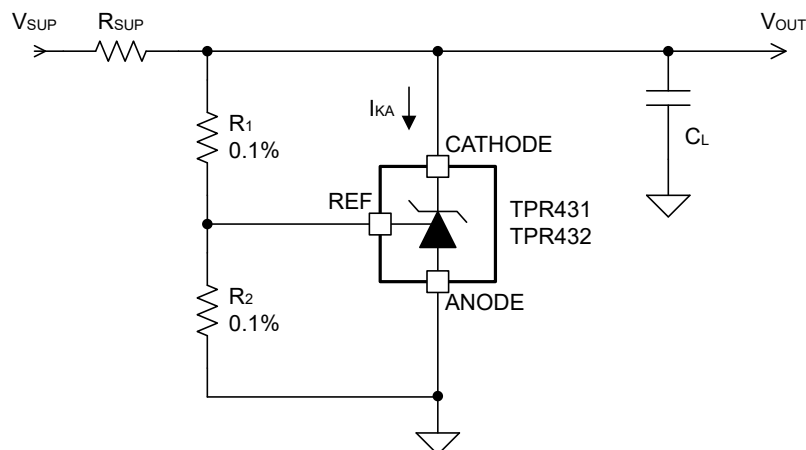 VSUP
RSUP
VOUT
R1
0.1%
IKA
CATHODE
CL
REF
TPR431
TPR432
R2
0.1%
ANODE